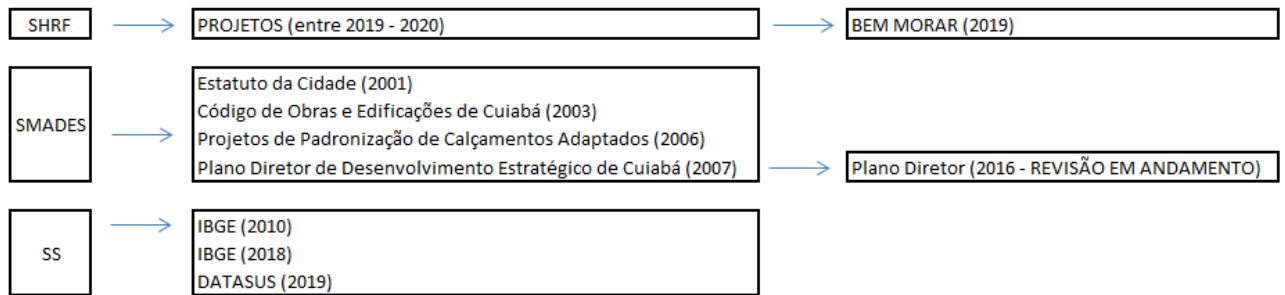 SHRF
PROJETOS (entre 2019 - 2020)
BEM MORAR (2019)
SMADES
Estatuto da Cidade (2001)
Código de Obras e Edificações de Cuiabá (2003)
Projetos de Padronização de Calçamentos Adaptados (2006)
Plano Diretor de Desenvolvimento Estratégico de Cuiabá (2007)
Plano Diretor (2016 - REVISÃO EM ANDAMENTO)
SS
IBGE (2010)
IBGE (2018)
DATASUS (2019)